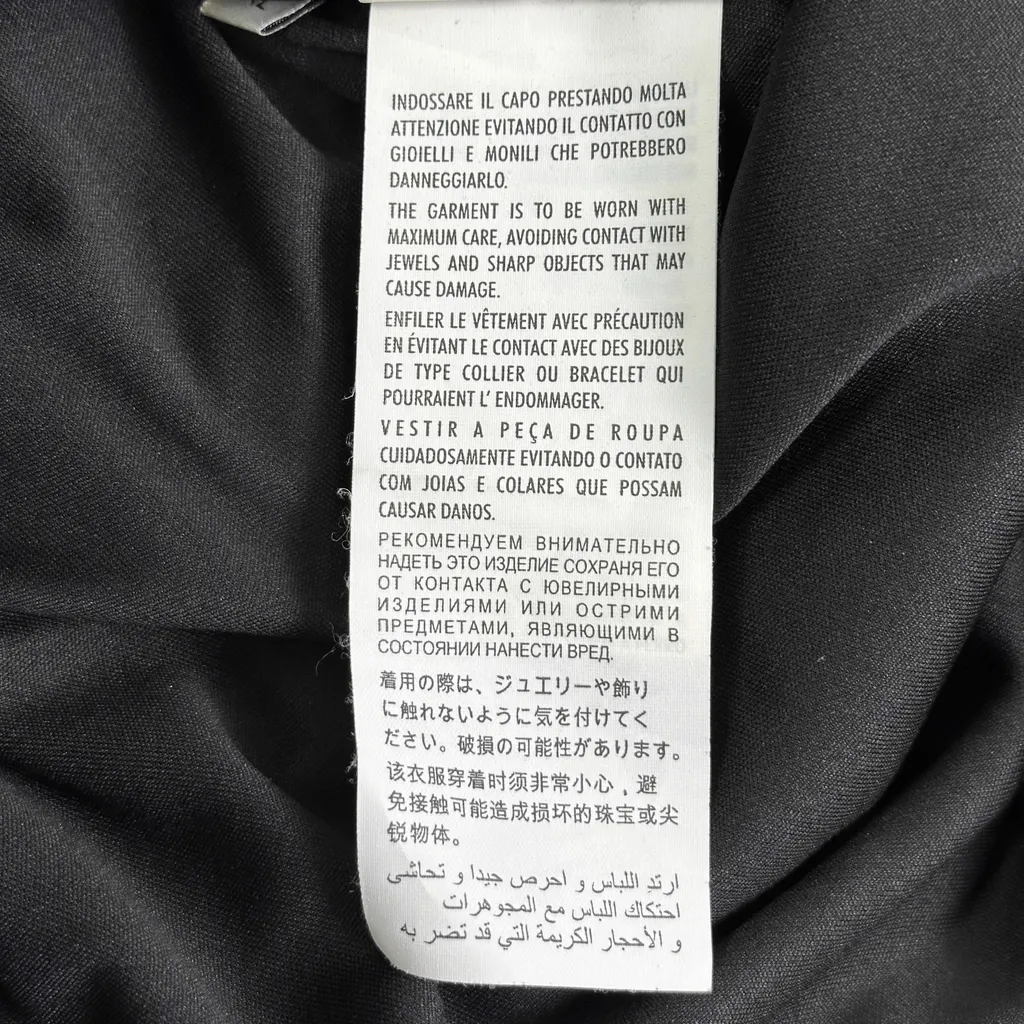 INDOSSARE IL CAPO PRESTANDO MOLTA
ATTENZIONE EVITANDO IL CONTATTO CON
GIOIELLI E MONILI CHE POTREBBERO
DANNEGGIARLO.
THE GARMENT IS TO BE WORN WITH
MAXIMUM CARE, AVOIDING CONTACT WITH
JEWELS AND SHARP OBJECTS THAT MAY
CAUSE DAMAGE.
ENFILER LE VÊTEMENT AVEC PRÉCAUTION
EN ÉVITANT LE CONTACT AVEC DES BIJOUX
DE TYPE COLLIER OU BRACELET QUI
POURRAIENT L' ENDOMMAGER.
VESTIR A PEÇA DE ROUPA
CUIDADOSAMENTE EVITANDO O CONTATO
COM JOIAS E COLARES QUE POSSAM
CAUSAR DANOS.
РЕКОМЕНДУЕМ ВНИМАТЕЛЬНО
НАДЕТЬ ЭТО ИЗДЕЛИЕ СОХРАНЯ ЕГО
ОТ КОНТАКТА С ЮВЕЛИРНЫМИ
ИЗДЕЛИЯМИ ИЛИ ОСТРИМИ
ПРЕДМЕТАМИ, ЯВЛЯЮЩИМИ В
СОСТОЯНИИ НАНЕСТИ ВРЕД.
着用の際は、ジュエリーや飾り
に触れないように気を付けてく
ださい。破損の可能性があります。
该衣服穿着时须非常小心，避
免接触可能造成损坏的珠宝或尖
锐物体。
ارتدِ اللباس و احرص جيدا و تحاشى
احتكاك اللباس مع المجوهرات
و الأحجار الكريمة التي قد تضر به